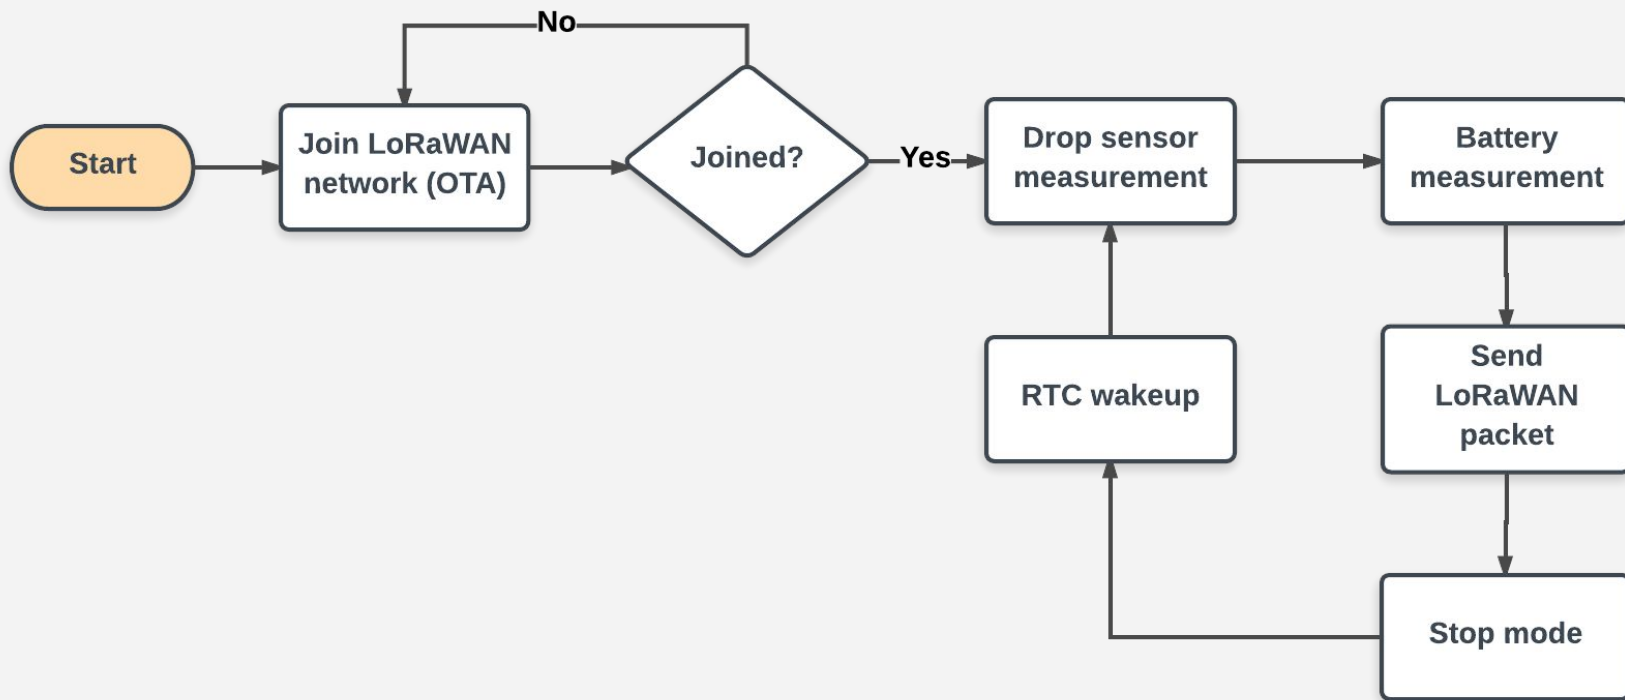 No
Start
Join LoRaWAN
network (OTA)
Joined?
Yes
Drop sensor
measurement
Battery
measurement
RTC wakeup
Send
LoRaWAN
packet
Stop mode